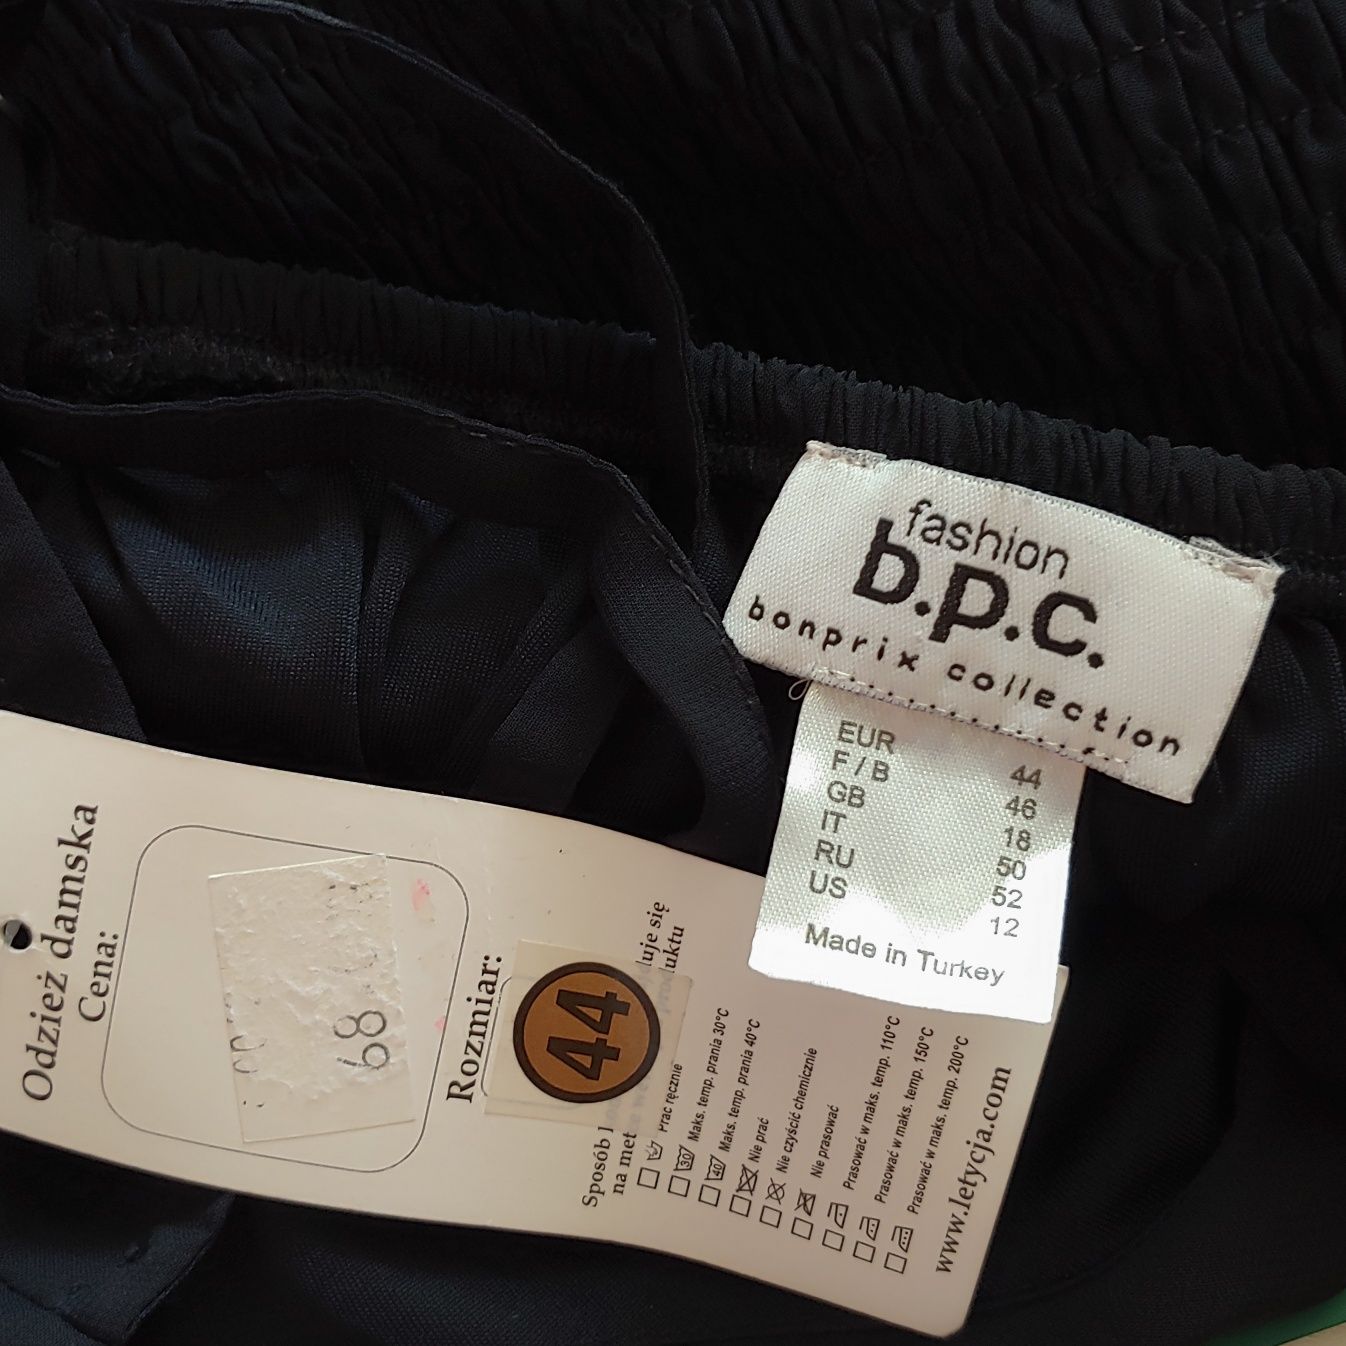 fashion
b.p.c.
bonprix collection
EUR 44
F / B 46
GB 18
IT 50
RU 52
US 12
Made in Turkey
Odzież damska
Cena:
68
Rozmiar:
44
Sposób
na
Prać ręcznie
30 Maks. temp. prania 30°C
40 Maks. temp. prania 40°C
Nie prać
Nie czyścić chemicznie
Nie prasować
Prasować w maks. temp. 110°C
Prasować w maks. temp. 150°C
Prasować w maks. temp. 200°C
www.letycja.com